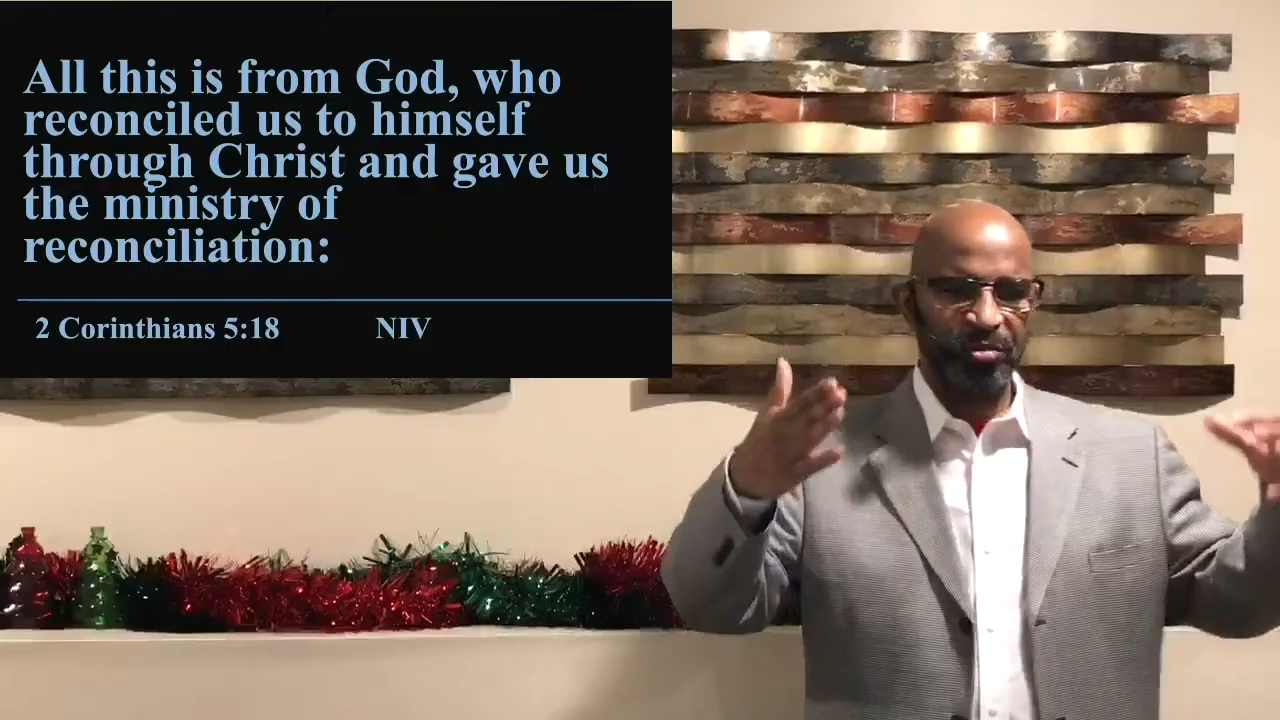 All this is from God, who
reconciled us to himself
through Christ and gave us
the ministry of
reconciliation:
2 Corinthians 5:18 NIV